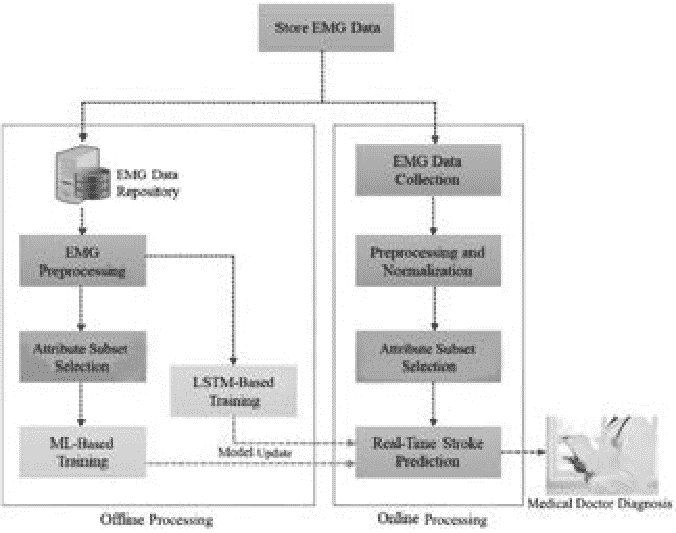 Store EMG Data
EMG Data
Repository
EMG
Preprocessing
Attribute Subset
Selection
LSTM-Based
Training
ML-Based
Training
Model Update
Offline Processing
EMG Data
Collection
Preprocessing and
Normalization
Attribute Subset
Selection
Real-Time Stroke
Prediction
Online Processing
Medical Doctor Diagnosis